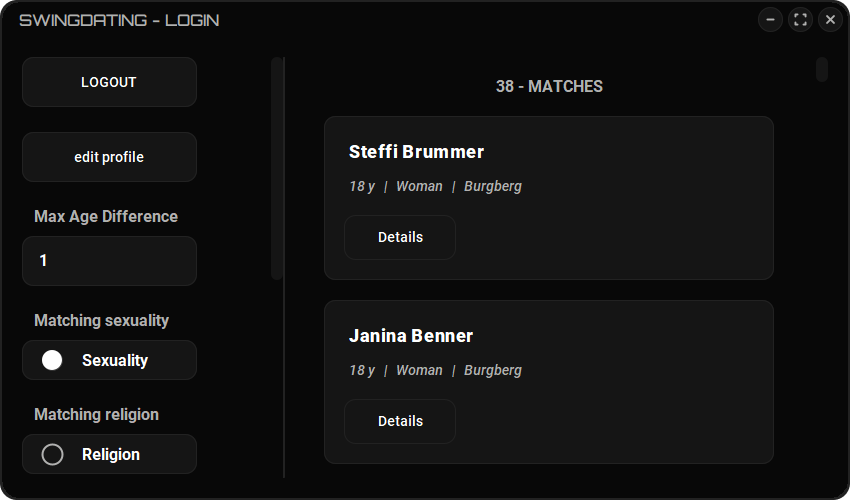 SWINGDATING - LOGIN
LOGOUT
edit profile
Max Age Difference
1
Matching sexuality
Sexuality
Matching religion
Religion
38 - MATCHES
Steffi Brummer
18 y | Woman | Burgberg
Details
Janina Benner
18 y | Woman | Burgberg
Details